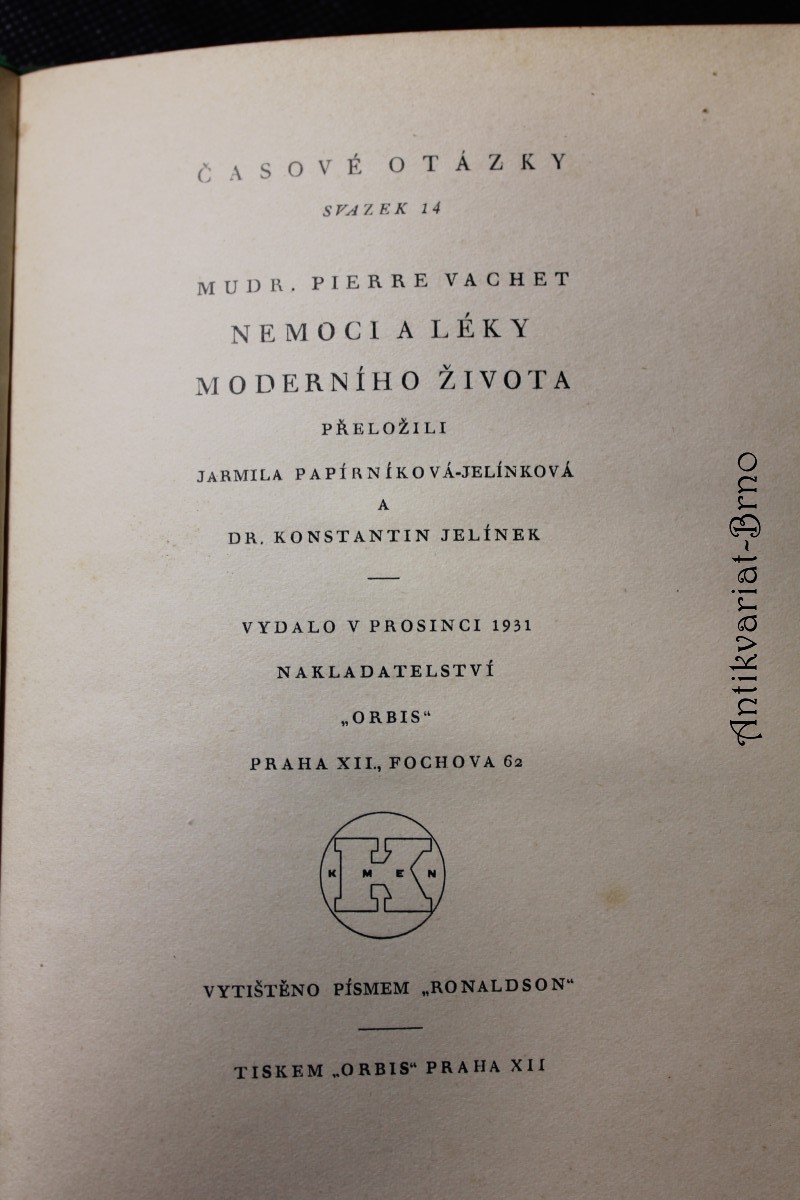 ČASOVÉ OTÁZKY
SVAZEK 14
MUDR. PIERRE VACHET
NEMOCI A LÉKY
MODERNÍHO ŽIVOTA
PŘELOŽILI
JARMILA PAPÍRNÍKOVÁ-JELÍNKOVÁ
A
DR. KONSTANTIN JELÍNEK
VYDALO V PROSINCI 1931
NAKLADATELSTVÍ
„ORBIS“
PRAHA XII., FOCHOVA 62
K M E N
VYTIŠTĚNO PÍSMEM „RONALDSON“
TISKEM „ORBIS“ PRAHA XII
Antikvariat-Brno